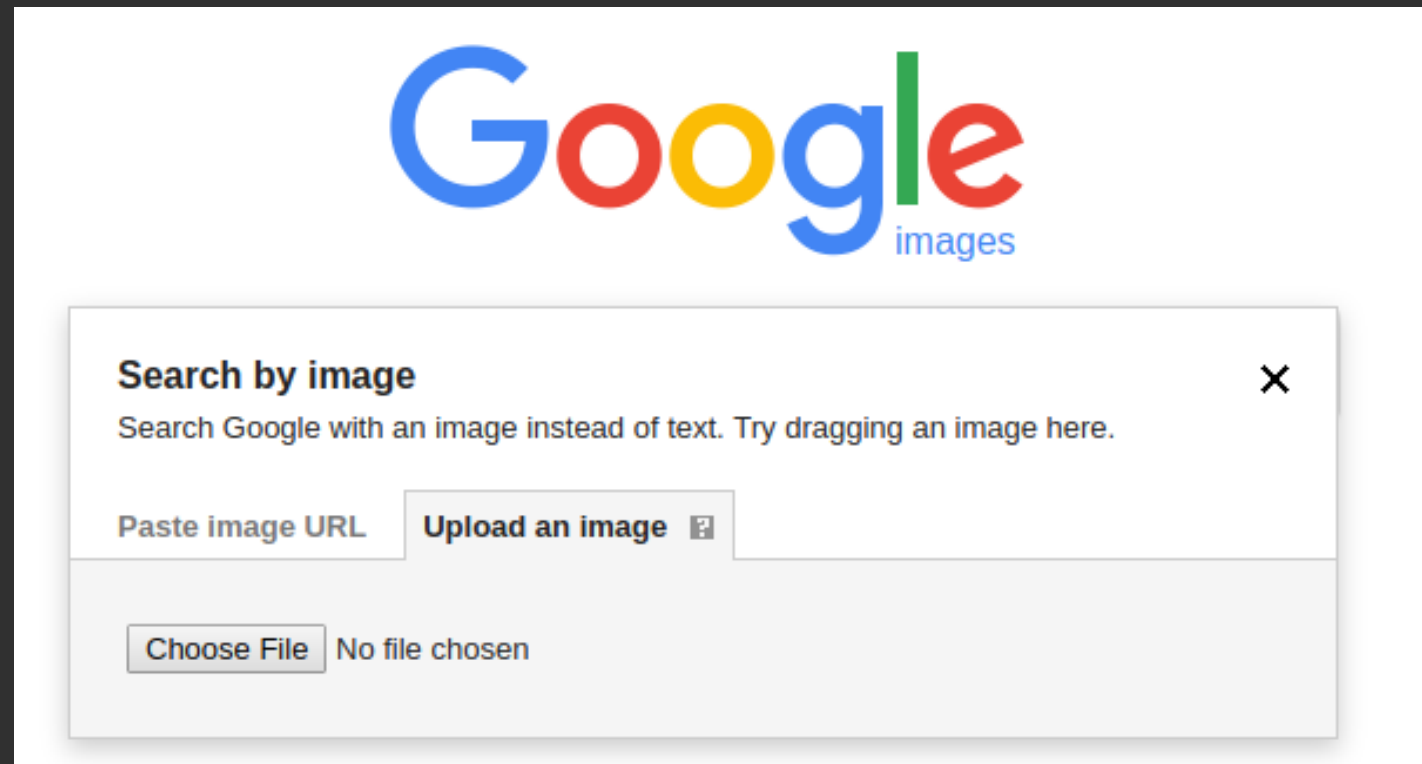 Google
images
Search by image
Search Google with an image instead of text. Try dragging an image here.
Paste image URL Upload an image ?
Choose File No file chosen